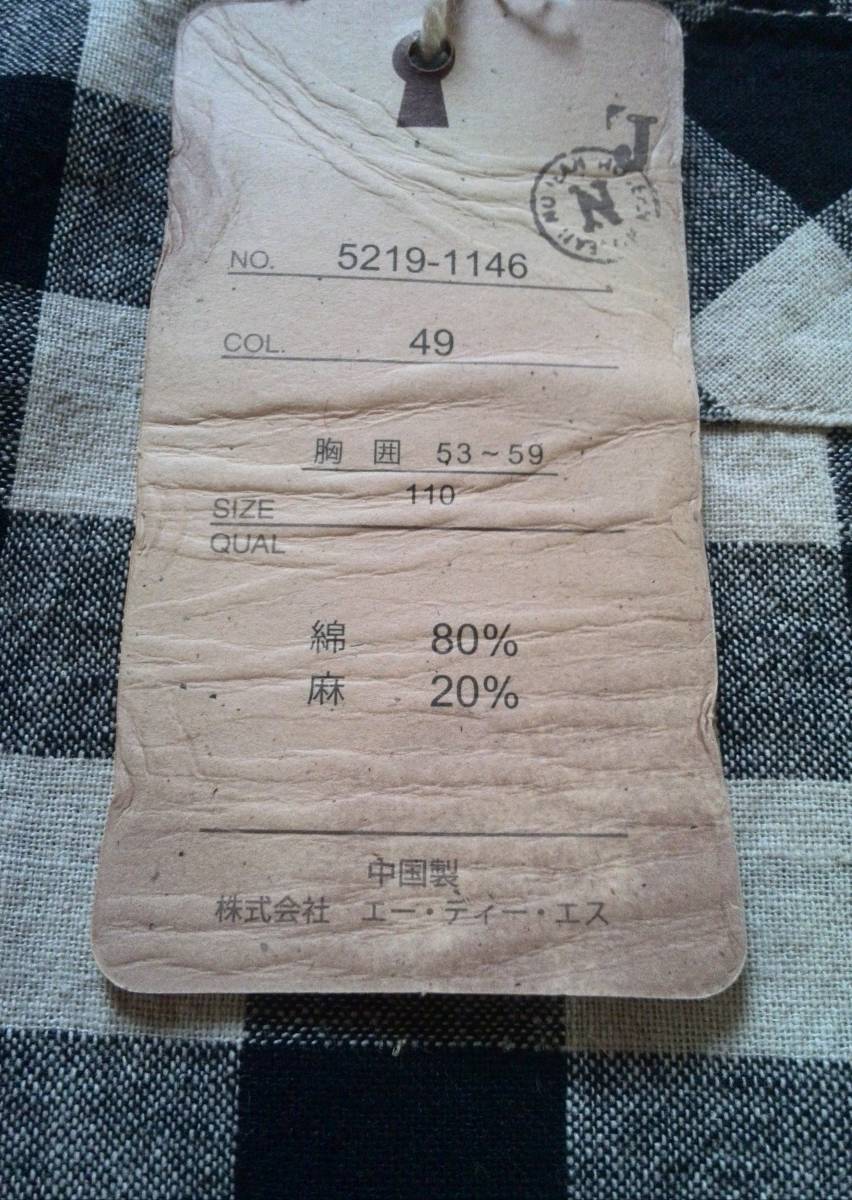 NO. 5219-1146
COL. 49
胸 囲 53~59
SIZE 110
QUAL
綿 80%
麻 20%
中国製
株式会社 エー・ティー・エス